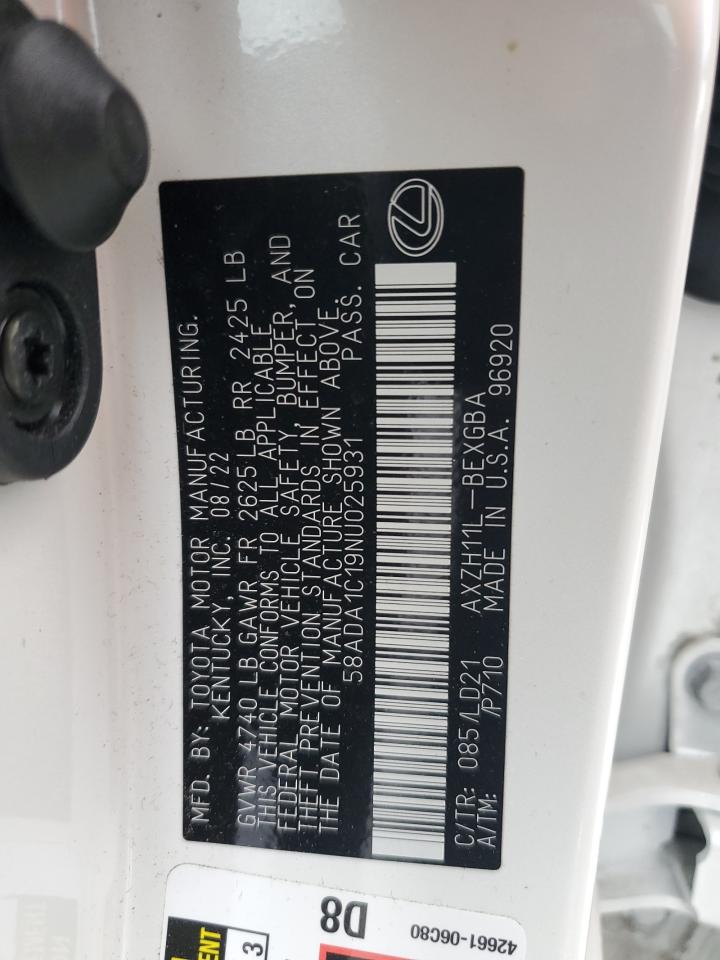 MFD. BY: TOYOTA MOTOR MANUFACTURING.
KENTUCKY, INC. 08/22
GVWR 4740 LB GAWR FR 2625 LB RR 2425 LB
THIS VEHICLE CONFORMS TO ALL APPLICABLE
FEDERAL MOTOR VEHICLE SAFETY, BUMPER, AND
THEFT PREVENTION STANDARDS IN EFFECT ON
THE DATE OF MANUFACTURE SHOWN ABOVE.
58ADA1C19NU025931 PASS. CAR
C/TR: 085/LD21 AXZH11L-BEXGBA
A/TM: /P710 MADE IN U.S.A. 96920
D8
42661-06C80
3